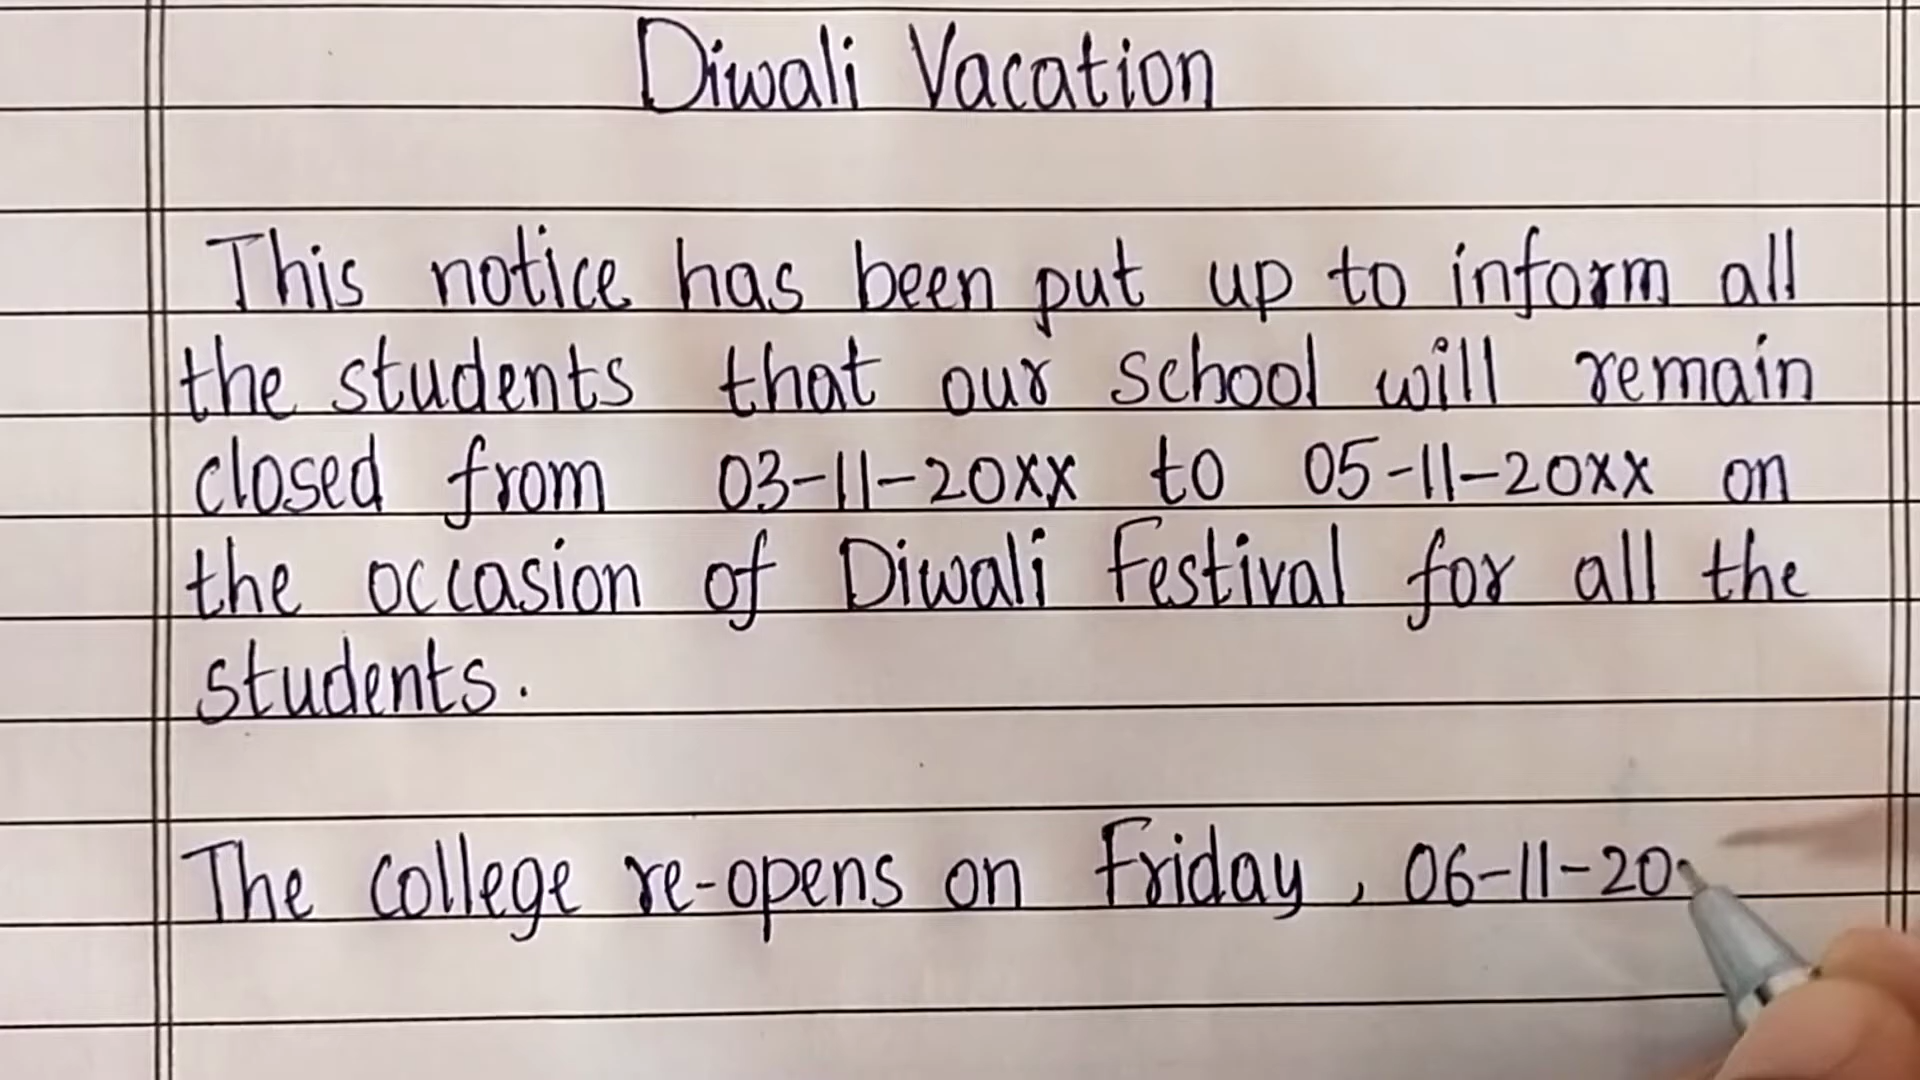 Diwali Vacation
This notice has been put up to inform all
the students that our school will remain
closed from 03-11-20xx to 05-11-20xx on
the occasion of Diwali Festival for all the
students.
The college re-opens on Friday, 06-11-20